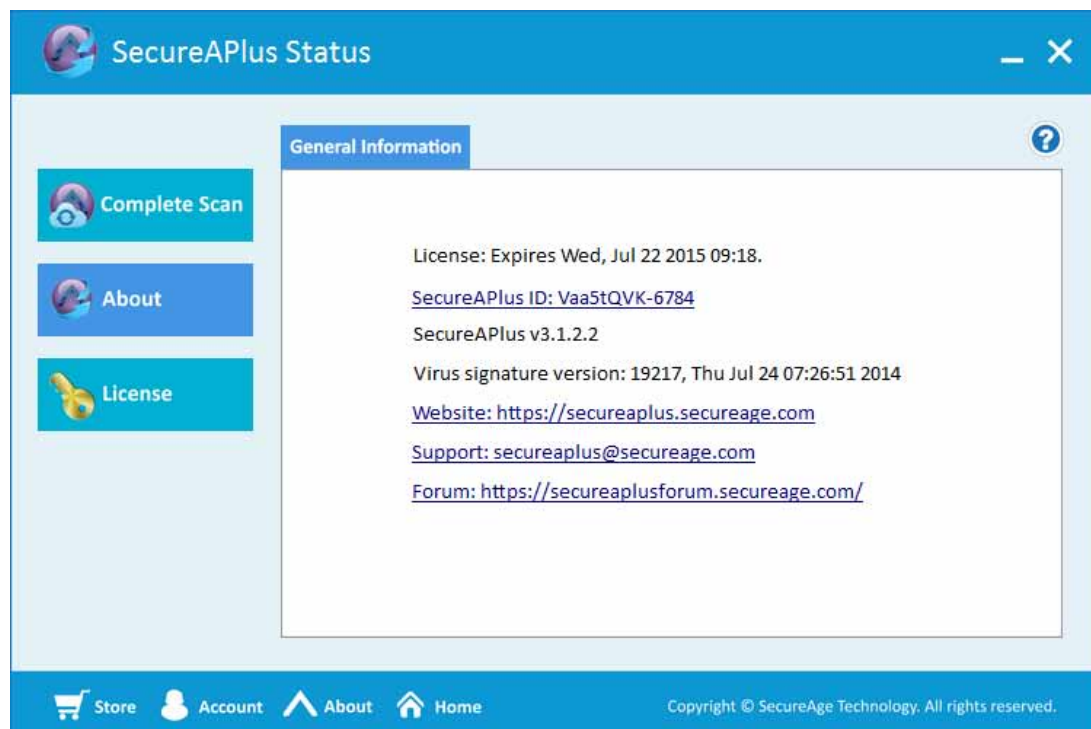 SecureAPlus Status
General Information
Complete Scan
About
License
License: Expires Wed, Jul 22 2015 09:18.
SecureAPlus ID: Vaa5tQVK-6784
SecureAPlus v3.1.2.2
Virus signature version: 19217, Thu Jul 24 07:26:51 2014
Website: https://secureaplus.secureage.com
Support: secureaplus@secureage.com
Forum: https://secureaplusforum.secureage.com/
Store Account About Home
Copyright © SecureAge Technology. All rights reserved.